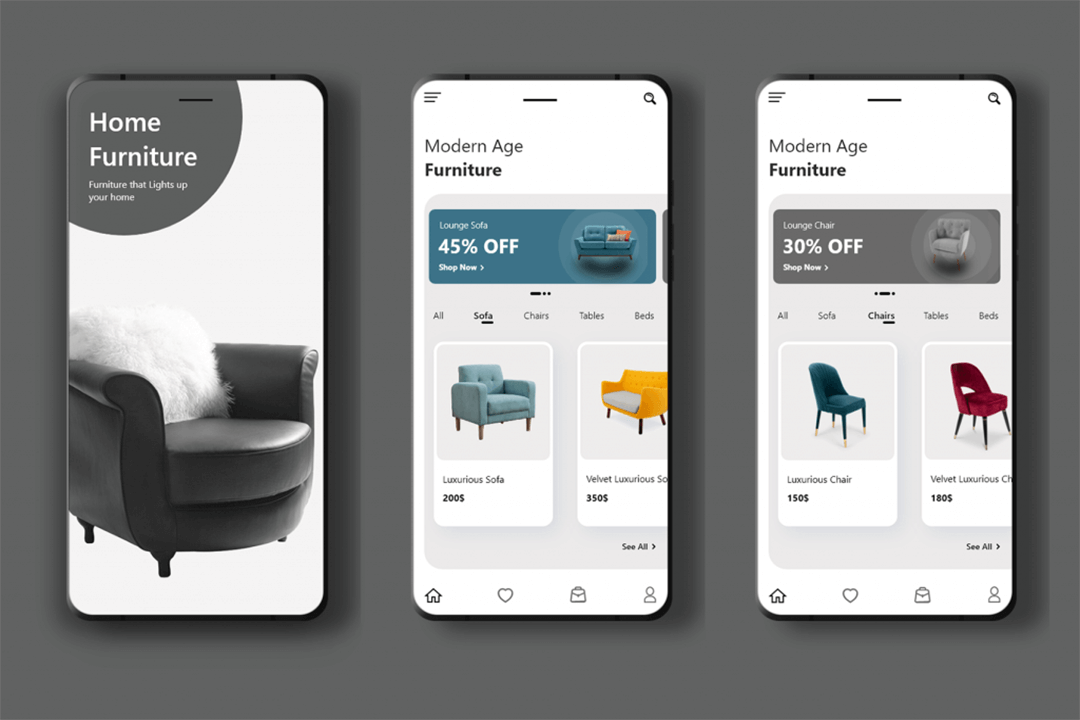 Home
Furniture
Furniture that Lights up
your home
Modern Age
Furniture
Lounge Sofa
45% OFF
Shop Now
All Sofa Chairs Tables Beds
Luxurious Sofa
200$
Velvet Luxurious So
350$
See All
Modern Age
Furniture
Lounge Chair
30% OFF
Shop Now
All Sofa Chairs Tables Beds
Luxurious Chair
150$
Velvet Luxurious Ch
180$
See All